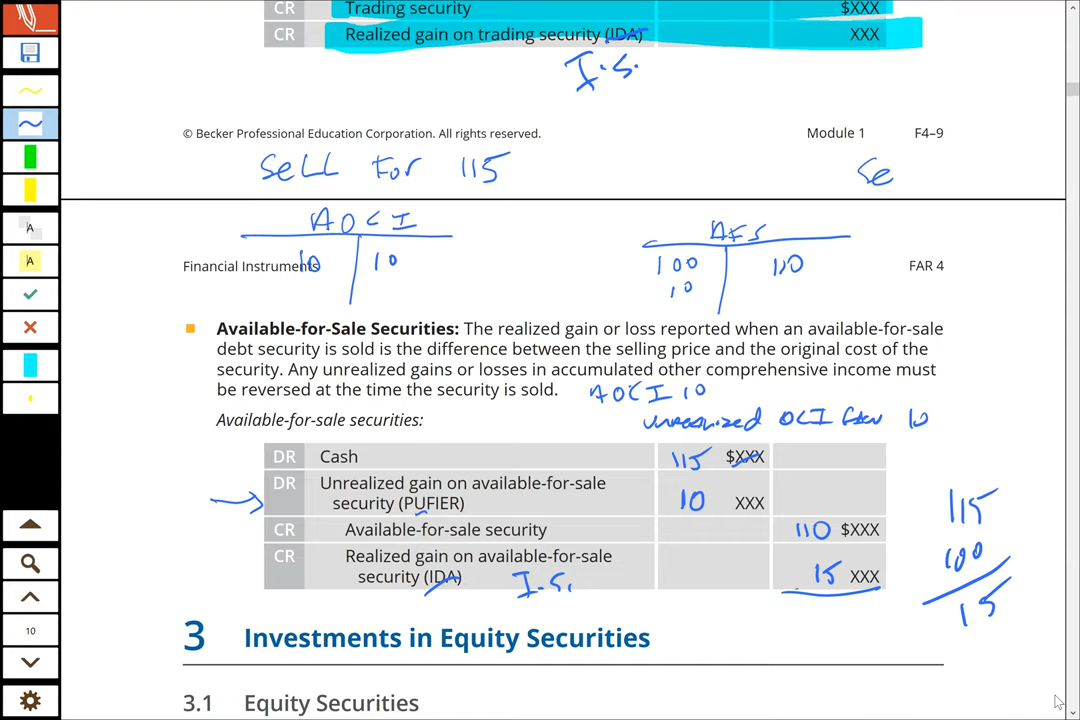 CR Trading security $XXX
CR Realized gain on trading security (IDA) XXX
I.S.
© Becker Professional Education Corporation. All rights reserved. Module 1 F4–9
SELL For 115 Se
AOCI AFS
10 10 100 110
10
Financial Instruments FAR 4
Available-for-Sale Securities: The realized gain or loss reported when an available-for-sale
debt security is sold is the difference between the selling price and the original cost of the
security. Any unrealized gains or losses in accumulated other comprehensive income must
be reversed at the time the security is sold. AOCI 10
Available-for-sale securities: unrealized OCI Gain 10
DR Cash 115 $XXX
DR Unrealized gain on available-for-sale
security (PUFIER) 10 XXX
CR Available-for-sale security 110 $XXX
CR Realized gain on available-for-sale
security (IDA) I.S. 15 XXX
115
100
15
3 Investments in Equity Securities
3.1 Equity Securities
A
A
10